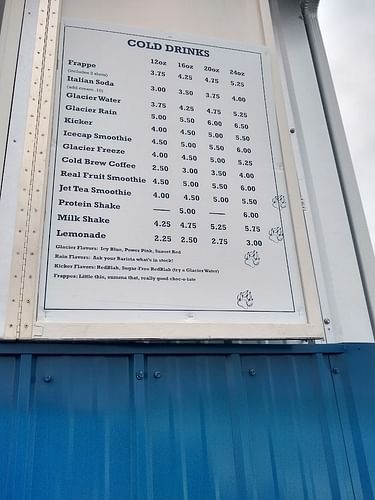 COLD DRINKS
12oz 16oz 20oz 24oz
Frappe 3.75 4.25 4.75 5.25
(includes 2 shots)
Italian Soda 3.00 3.50 3.75 4.00
(add cream .50)
Glacier Water 3.75 4.25 4.75 5.25
Glacier Rain 5.00 5.50 6.00 6.50
Kicker 4.00 4.50 5.00 5.50
Icecap Smoothie 4.50 5.00 5.50 6.00
Glacier Freeze 4.00 4.50 5.00 5.25
Cold Brew Coffee 2.50 3.00 3.50 4.00
Real Fruit Smoothie 4.50 5.00 5.50 6.00
Jet Tea Smoothie 4.00 4.50 5.00 5.50
Protein Shake — 5.00 — 6.00
Milk Shake 4.25 4.75 5.25 5.75
Lemonade 2.25 2.50 2.75 3.00
Glacier Flavors: Icy Blue, Power Pink, Sunset Red
Rain Flavors: Ask your Barista what's in stock!
Kicker Flavors: RedBlah, Sugar-Free RedBlah (try a Glacier Water)
Frappes: Little this, summa that, really good choc-o-late